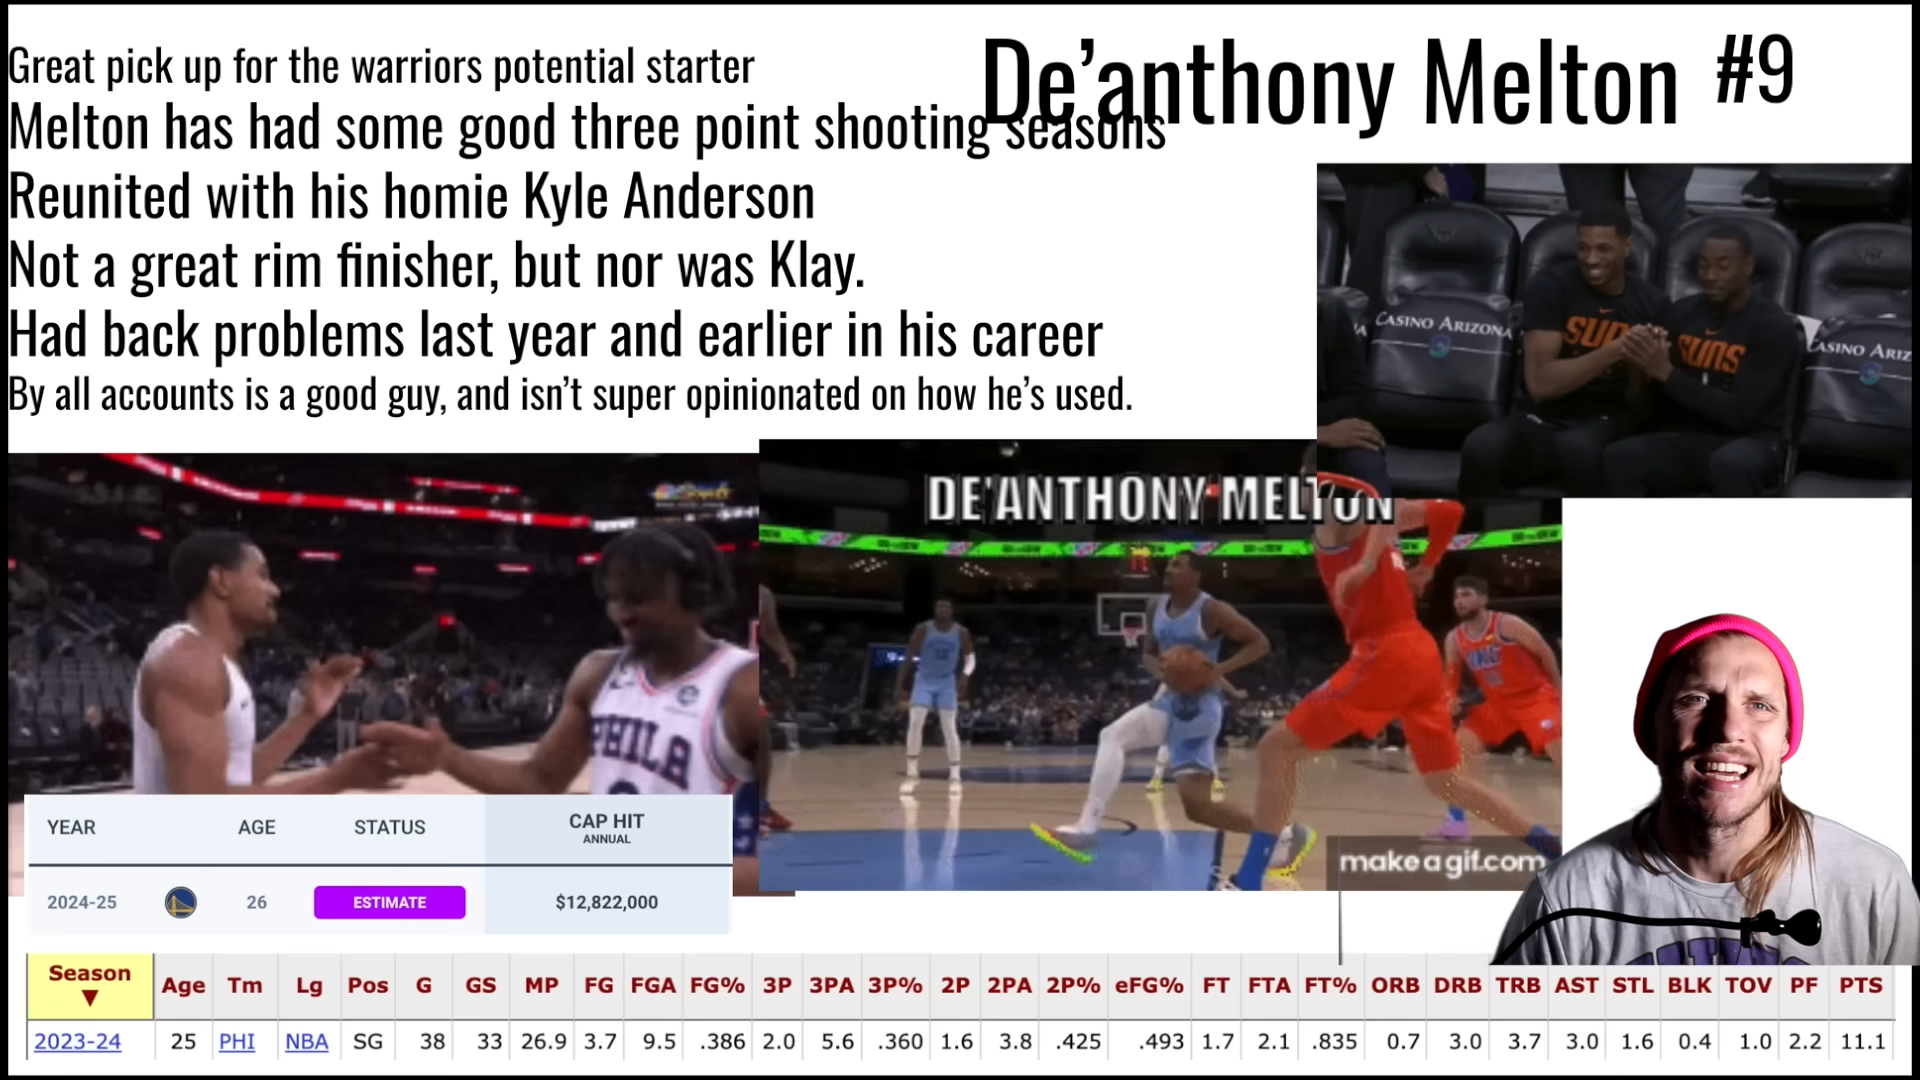 Great pick up for the warriors potential starter
De'anthony Melton #9
Melton has had some good three point shooting seasons
Reunited with his homie Kyle Anderson
Not a great rim finisher, but nor was Klay.
Had back problems last year and earlier in his career
By all accounts is a good guy, and isn't super opinionated on how he's used.
CASINO ARIZONA
CASINO ARIZ
SUNS
DE'ANTHONY MELTON
PHILA
makeagif.com
YEAR AGE STATUS CAP HIT
ANNUAL
2024-25 26 ESTIMATE $12,822,000
Season Age Tm Lg Pos G GS MP FG FGA FG% 3P 3PA 3P% 2P 2PA 2P% eFG% FT FTA FT% ORB DRB TRB AST STL BLK TOV PF PTS
2023-24 25 PHI NBA SG 38 33 26.9 3.7 9.5 .386 2.0 5.6 .360 1.6 3.8 .425 .493 1.7 2.1 .835 0.7 3.0 3.7 3.0 1.6 0.4 1.0 2.2 11.1